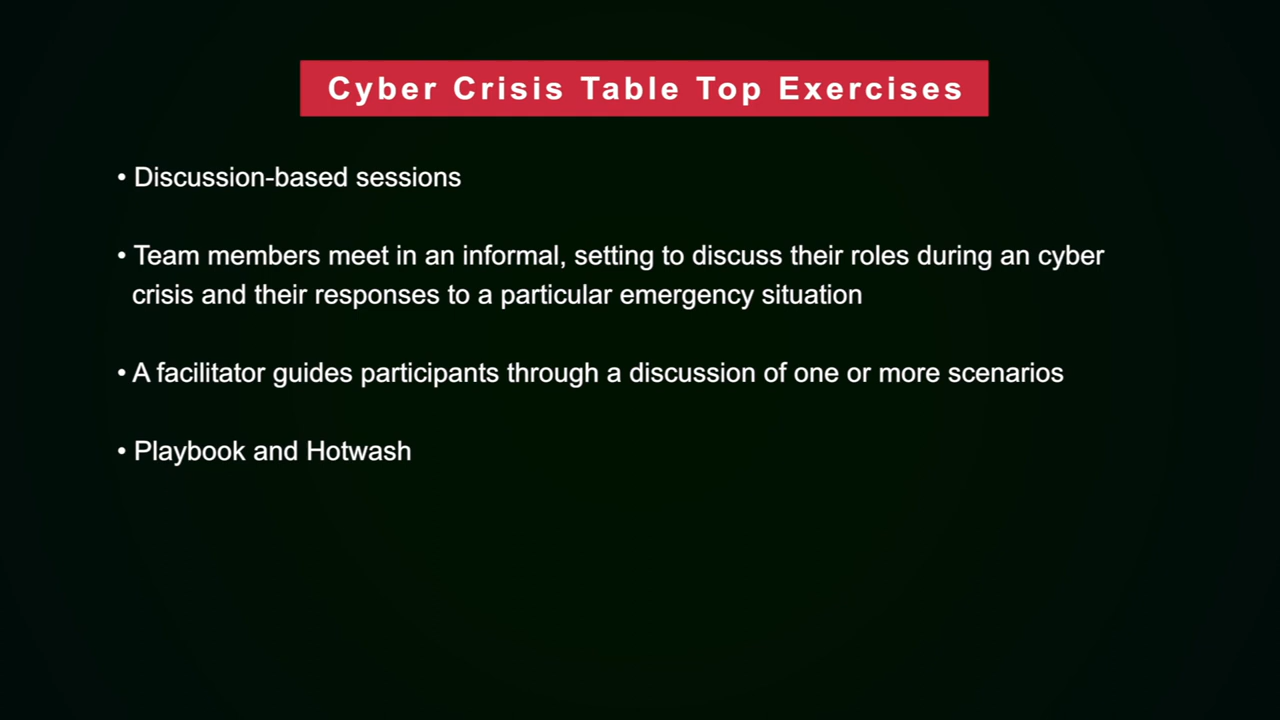 Cyber Crisis Table Top Exercises
• Discussion-based sessions
• Team members meet in an informal, setting to discuss their roles during an cyber
crisis and their responses to a particular emergency situation
• A facilitator guides participants through a discussion of one or more scenarios
• Playbook and Hotwash